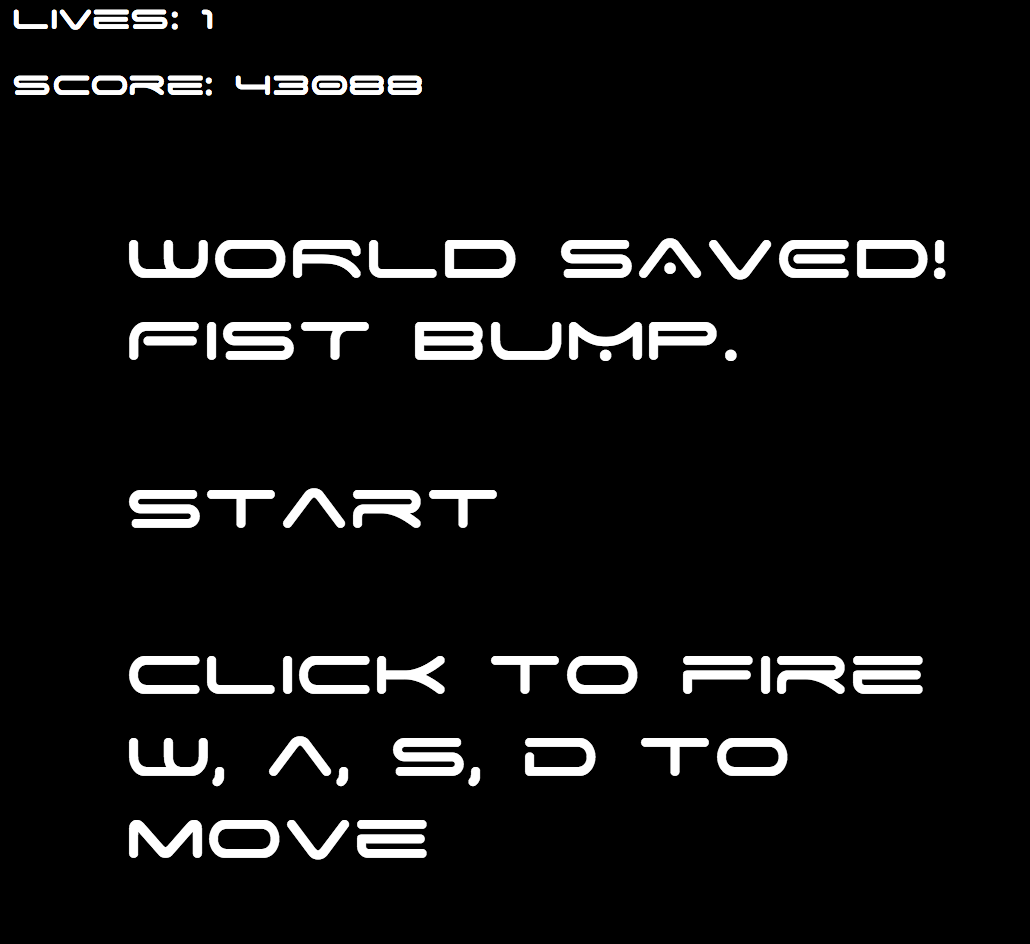 LIVES: 1
SCORE: 43088
WORLD SAVED!
FIST BUMP.
START
CLICK TO FIRE
W, A, S, D TO
MOVE